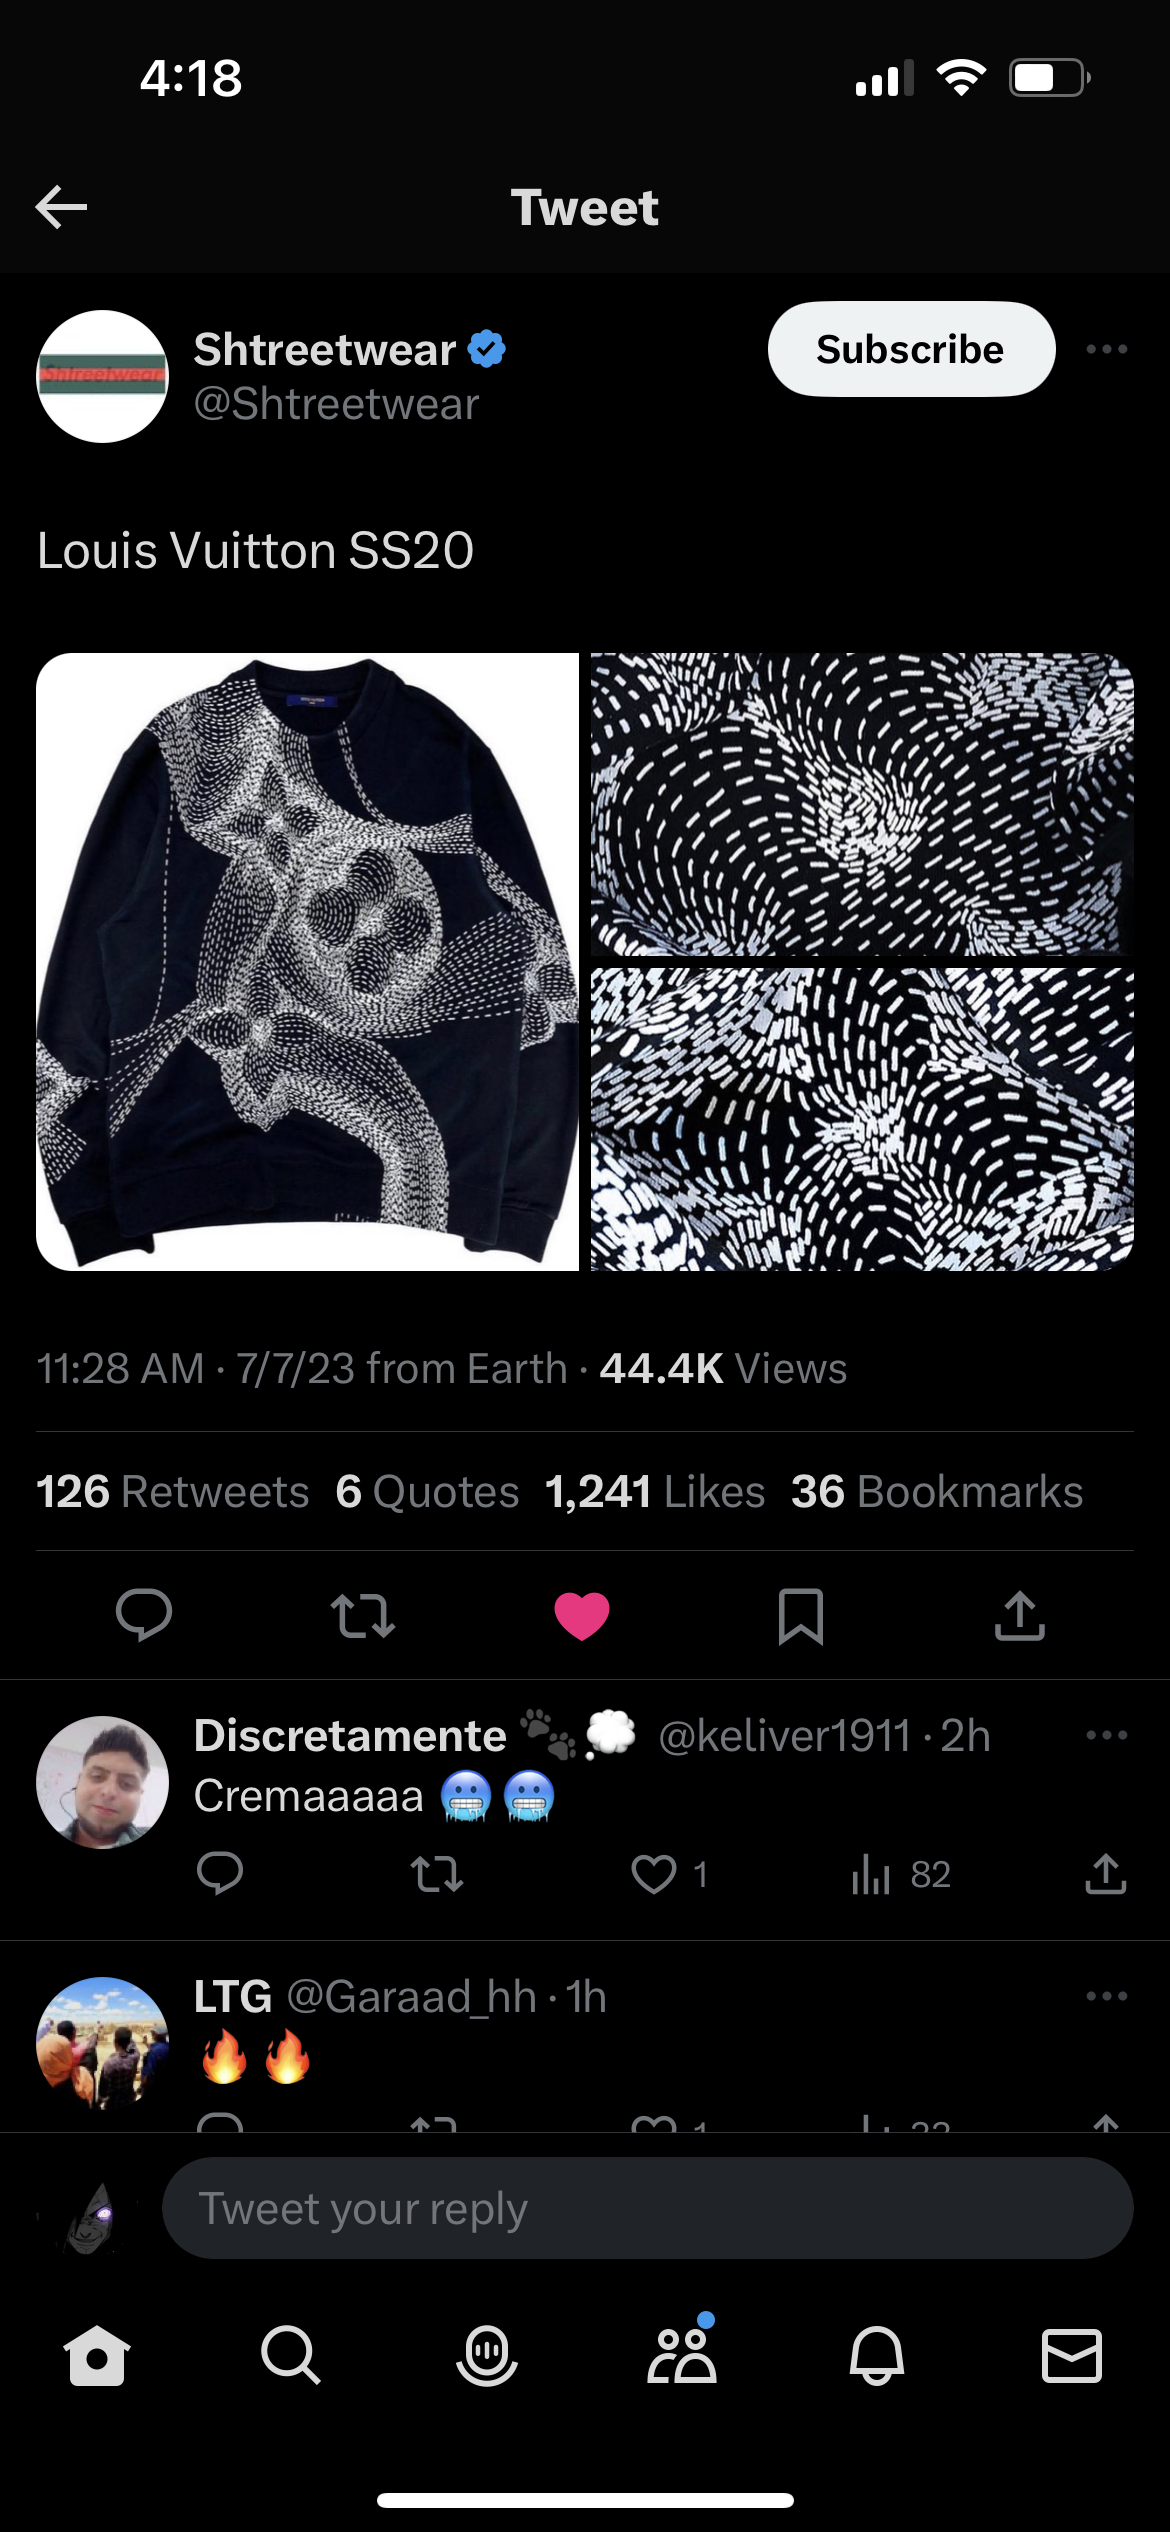 4:18
Tweet
Shtreetwear
Shtreetwear
@Shtreetwear
Subscribe
Louis Vuitton SS20
11:28 AM · 7/7/23 from Earth · 44.4K Views
126 Retweets 6 Quotes 1,241 Likes 36 Bookmarks
Discretamente 🐾💭 @keliver1911 · 2h
Cremaaaaa 🥶🥶
1 82
LTG @Garaad_hh · 1h
🔥🔥
Tweet your reply